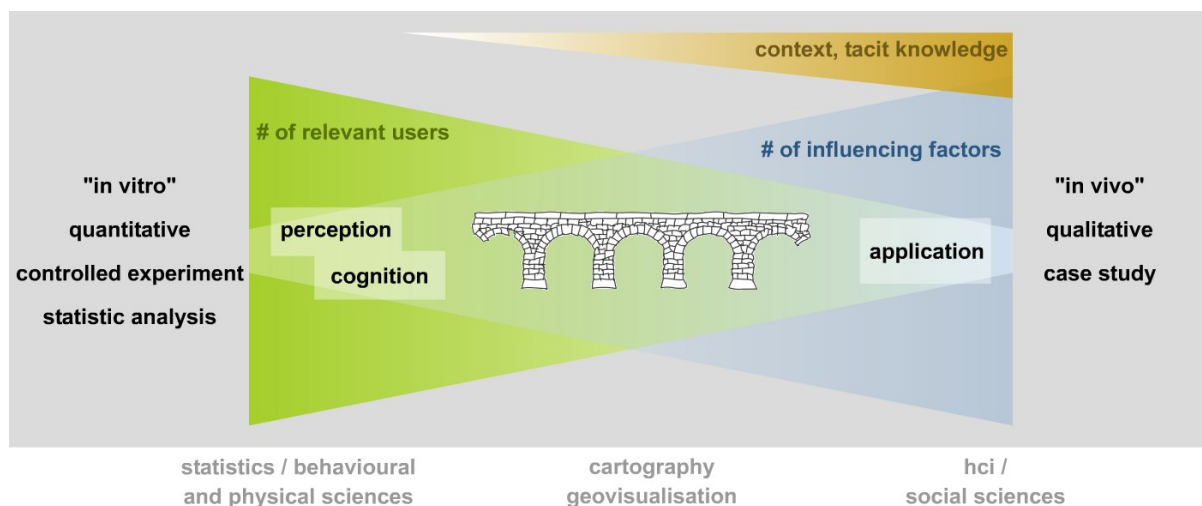 context, tacit knowledge
# of relevant users
# of influencing factors
"in vitro"
quantitative
controlled experiment
statistic analysis
perception
cognition
application
"in vivo"
qualitative
case study
statistics / behavioural
and physical sciences
cartography
geovisualisation
hci /
social sciences